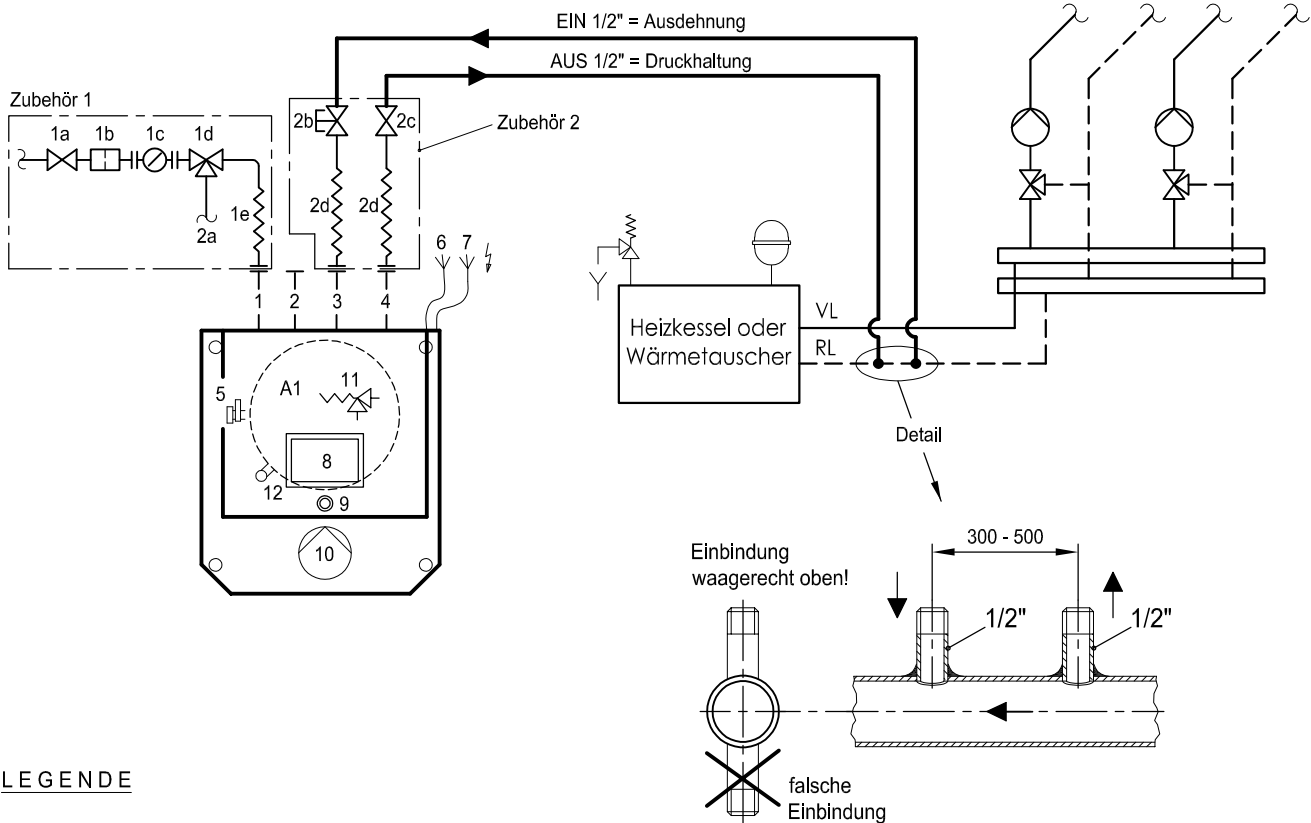 EIN 1/2" = Ausdehnung
AUS 1/2" = Druckhaltung
Zubehör 1
1a 1b 1c 1d
1e
2a
2b 2c
Zubehör 2
2d 2d
6 7
1 2 3 4
Heizkessel oder
Wärmetauscher
VL
RL
Detail
A1
11
5
8
12
9
10
300 - 500
Einbindung
waagerecht oben!
1/2"
1/2"
falsche
Einbindung
LEGENDE